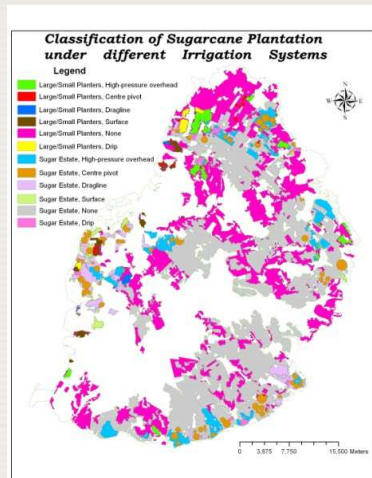 Classification of Sugarcane Plantation
under different Irrigation Systems
Legend
Large/Small Planters, High-pressure overhead
Large/Small Planters, Centre pivot
Large/Small Planters, Dragline
Large/Small Planters, Surface
Large/Small Planters, None
Large/Small Planters, Drip
Sugar Estate, High-pressure overhead
Sugar Estate, Centre pivot
Sugar Estate, Dragline
Sugar Estate, Surface
Sugar Estate, None
Sugar Estate, Drip
N
W E
S
0 3,875 7,750 15,500 Meters